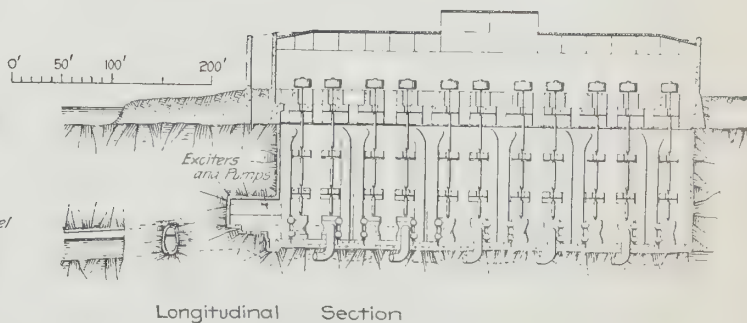 0' 50' 100' 200'
Exciters
and Pumps
Longitudinal Section